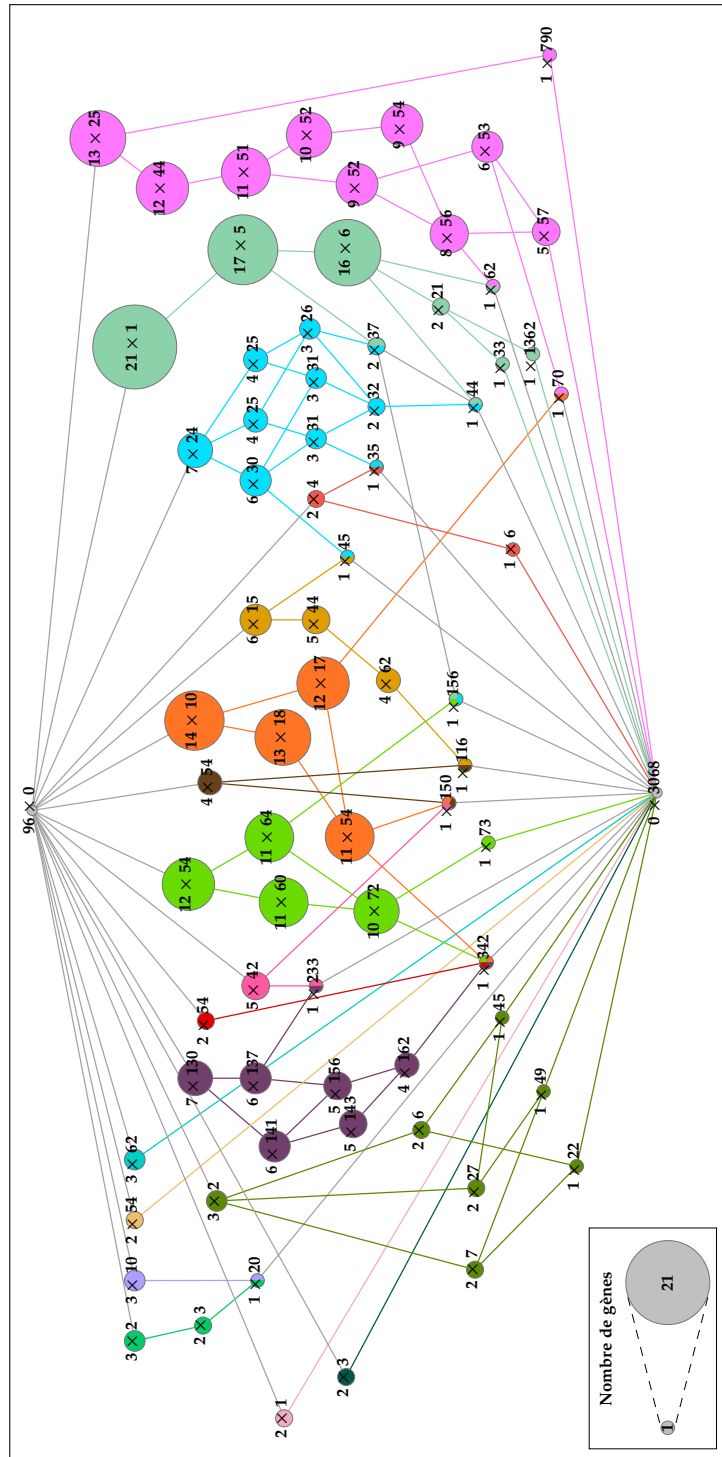 96 × 0
13 × 25
3 × 2
3 × 10
2 × 54
3 × 62
21 × 1
12 × 44
7 × 130
12 × 54
14 × 10
7 × 24
2 × 3
2 × 54
4 × 54
3 × 2
17 × 5
11 × 51
1 × 20
6 × 137
5 × 42
6 × 15
6 × 30
4 × 25
4 × 25
6 × 141
11 × 60
11 × 64
13 × 18
2 × 1
3 × 26
10 × 52
1 × 233
5 × 44
2 × 4
3 × 31
3 × 31
12 × 17
2 × 3
5 × 156
11 × 54
1 × 45
16 × 6
9 × 52
5 × 143
10 × 72
4 × 62
1 × 35
2 × 32
2 × 37
4 × 162
9 × 54
2 × 6
2 × 21
8 × 56
1 × 150
1 × 156
1 × 116
2 × 7
2 × 27
1 × 44
1 × 342
1 × 73
1 × 62
6 × 53
1 × 45
1 × 33
1 × 6
1 × 1362
1 × 49
5 × 57
1 × 790
1 × 70
1 × 22
0 × 3068
Nombre de gènes
1
21